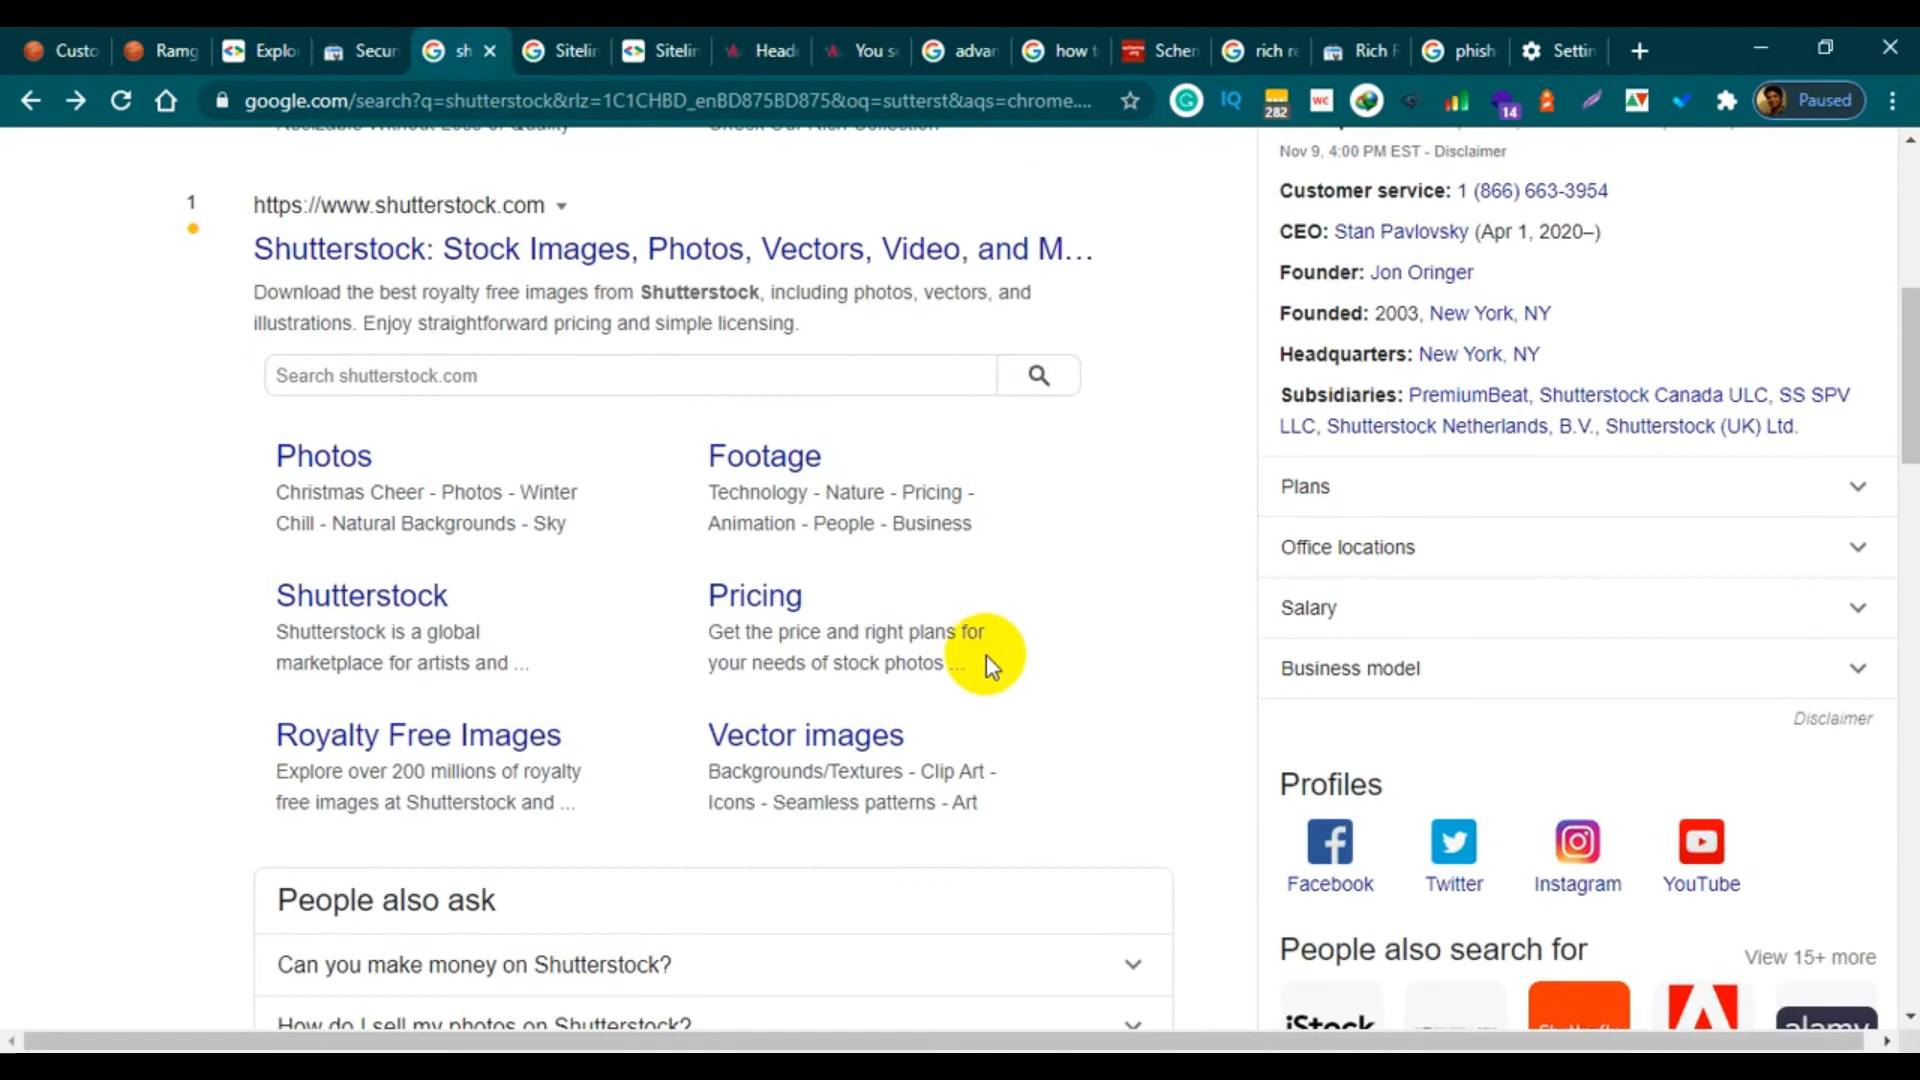 Custo
Ramg
Explo
Secur
sh
Sitelin
Sitelin
Head
You s
advan
how t
Schem
rich re
Rich R
phish
Settin
google.com/search?q=shutterstock&rlz=1C1CHBD_enBD875BD875&oq=sutterst&aqs=chrome....
IQ
282
WC
14
Paused
1
https://www.shutterstock.com
Shutterstock: Stock Images, Photos, Vectors, Video, and M...
Download the best royalty free images from Shutterstock, including photos, vectors, and
illustrations. Enjoy straightforward pricing and simple licensing.
Search shutterstock.com
Photos
Christmas Cheer - Photos - Winter
Chill - Natural Backgrounds - Sky
Footage
Technology - Nature - Pricing -
Animation - People - Business
Shutterstock
Shutterstock is a global
marketplace for artists and ...
Pricing
Get the price and right plans for
your needs of stock photos ...
Royalty Free Images
Explore over 200 millions of royalty
free images at Shutterstock and ...
Vector images
Backgrounds/Textures - Clip Art -
Icons - Seamless patterns - Art
People also ask
Can you make money on Shutterstock?
How do I sell my photos on Shutterstock?
Nov 9, 4:00 PM EST - Disclaimer
Customer service: 1 (866) 663-3954
CEO: Stan Pavlovsky (Apr 1, 2020–)
Founder: Jon Oringer
Founded: 2003, New York, NY
Headquarters: New York, NY
Subsidiaries: PremiumBeat, Shutterstock Canada ULC, SS SPV
LLC, Shutterstock Netherlands, B.V., Shutterstock (UK) Ltd.
Plans
Office locations
Salary
Business model
Disclaimer
Profiles
Facebook
Twitter
Instagram
YouTube
People also search for
View 15+ more
iStock
alamy